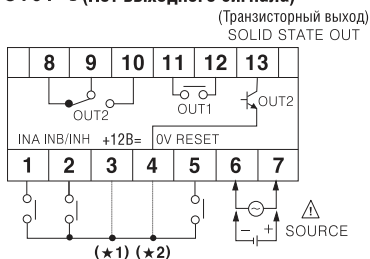 (Транзисторный выход)
SOLID STATE OUT
8 9 10 11 12 13
OUT2 OUT1 OUT2
INA INB/INH +12В= 0V RESET
1 2 3 4 5 6 7
− +
SOURCE
(★1) (★2)